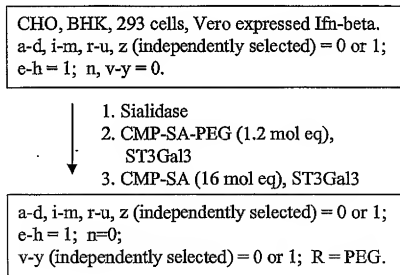 CHO, BHK, 293 cells, Vero expressed Ifn-beta.
a-d, i-m, r-u, z (independently selected) = 0 or 1;
e-h = 1; n, v-y = 0.
1. Sialidase
2. CMP-SA-PEG (1.2 mol eq),
ST3Gal3
3. CMP-SA (16 mol eq), ST3Gal3
a-d, i-m, r-u, z (independently selected) = 0 or 1;
e-h = 1; n=0;
v-y (independently selected) = 0 or 1; R = PEG.